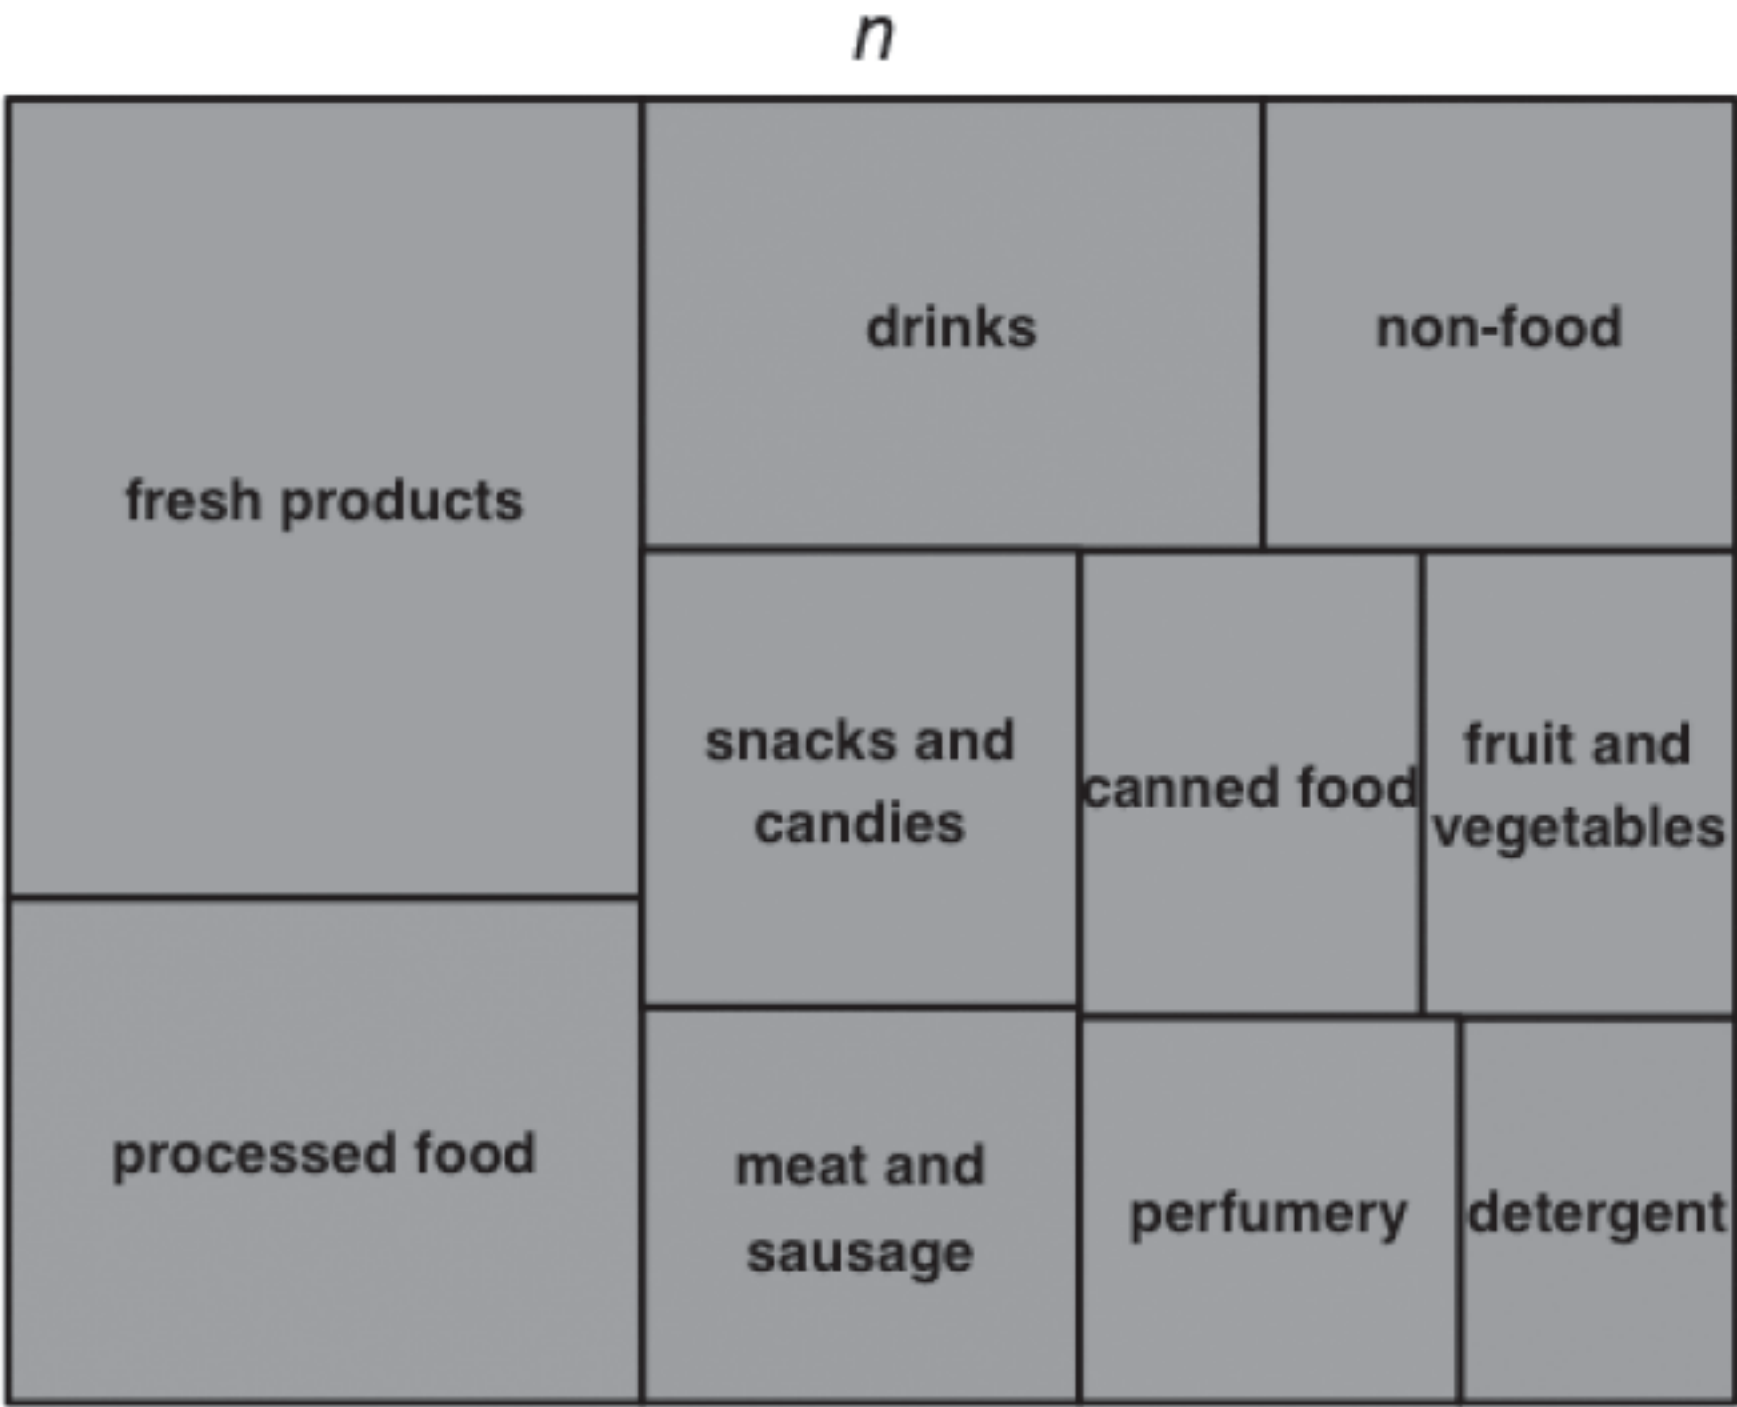 n
fresh products
processed food
drinks
non-food
snacks and
candies
canned food
fruit and
vegetables
meat and
sausage
perfumery
detergent